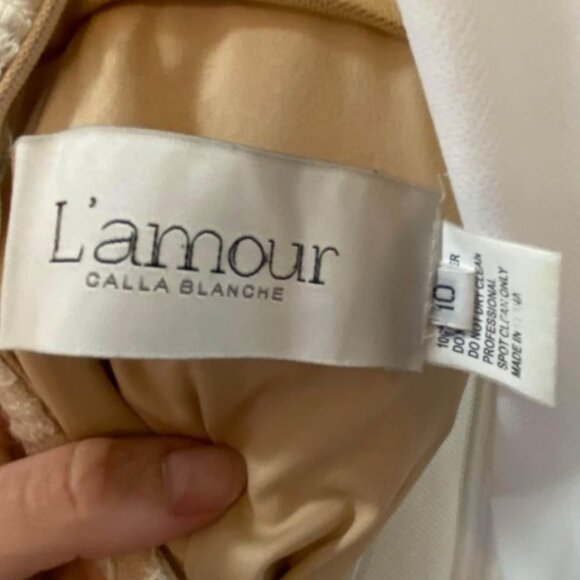 L'amour
CALLA BLANCHE
10
DO NOT DRY CLEAN
PROFESSIONAL
SPOT CLEAN ONLY
MADE IN